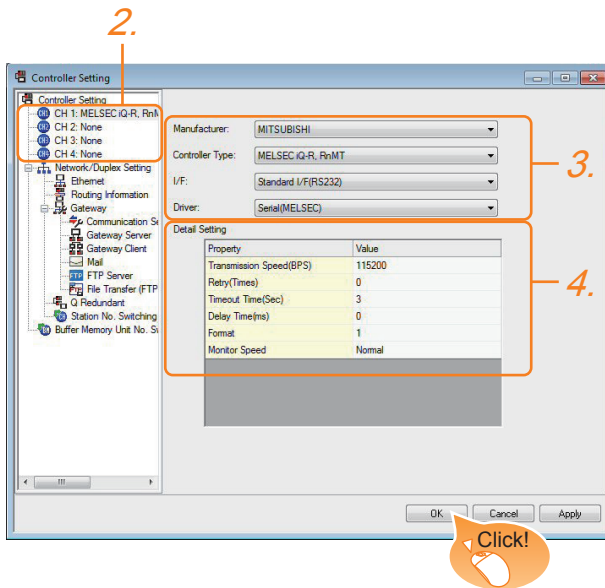 2.
Controller Setting
Controller Setting
CH 1: MELSEC iQ-R, RnM
CH 2: None
CH 3: None
CH 4: None
Network/Duplex Setting
Ethernet
Routing Information
Gateway
Communication Se
Gateway Server
Gateway Client
Mail
FTP FTP Server
File Transfer (FTP
Q Redundant
Station No. Switching
Buffer Memory Unit No. S
Manufacturer: MITSUBISHI
Controller Type: MELSEC iQ-R, RnMT
I/F: Standard I/F(RS232)
Driver: Serial(MELSEC)
3.
Detail Setting
Property Value
Transmission Speed(BPS) 115200
Retry(Times) 0
Timeout Time(Sec) 3
Delay Time(ms) 0
Format 1
Monitor Speed Normal
4.
OK Cancel Apply
Click!